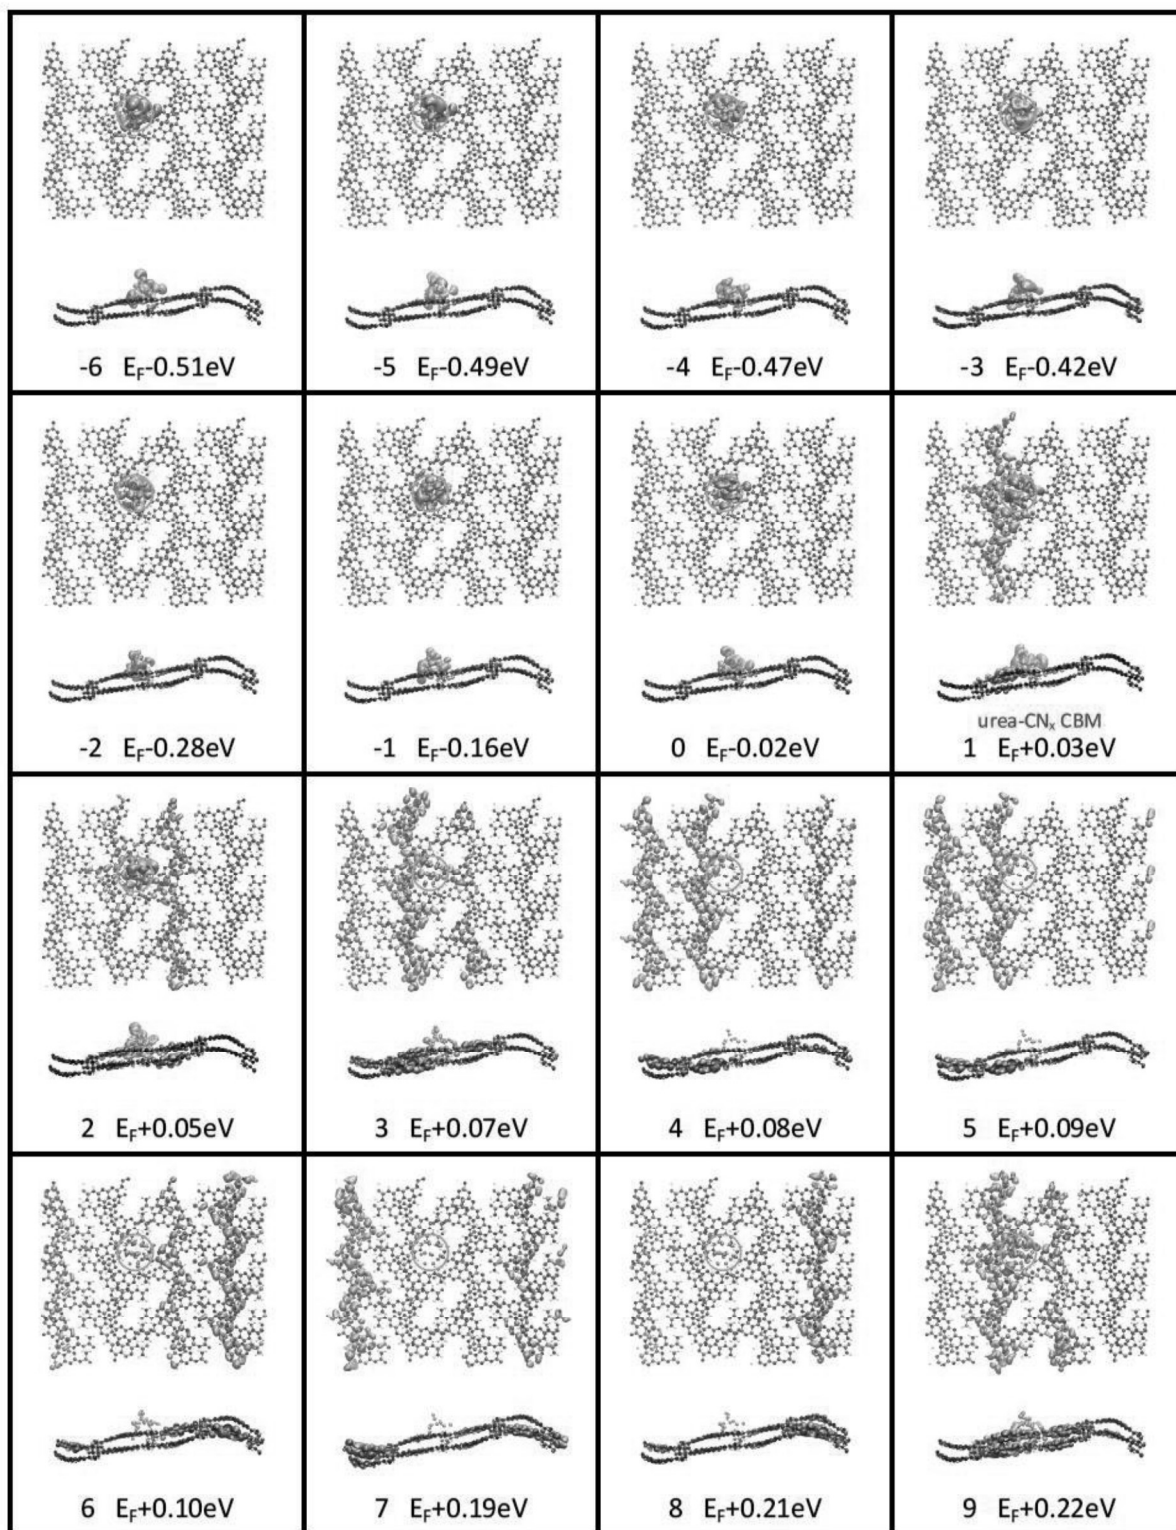 -6 E_F-0.51eV
-5 E_F-0.49eV
-4 E_F-0.47eV
-3 E_F-0.42eV
-2 E_F-0.28eV
-1 E_F-0.16eV
0 E_F-0.02eV
urea-CNₓ CBM
1 E_F+0.03eV
2 E_F+0.05eV
3 E_F+0.07eV
4 E_F+0.08eV
5 E_F+0.09eV
6 E_F+0.10eV
7 E_F+0.19eV
8 E_F+0.21eV
9 E_F+0.22eV